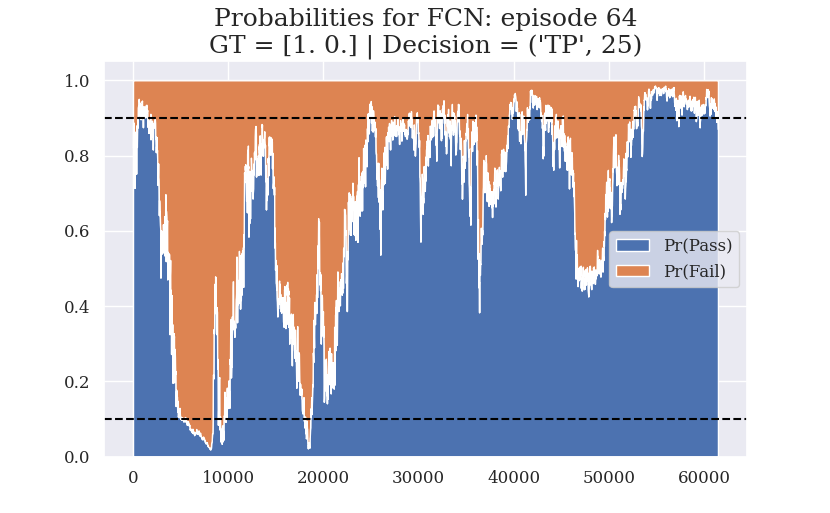 Probabilities for FCN: episode 64
GT = [1. 0.] | Decision = ('TP', 25)
1.0
0.8
0.6
0.4
0.2
0.0
Pr(Pass)
Pr(Fail)
0 10000 20000 30000 40000 50000 60000